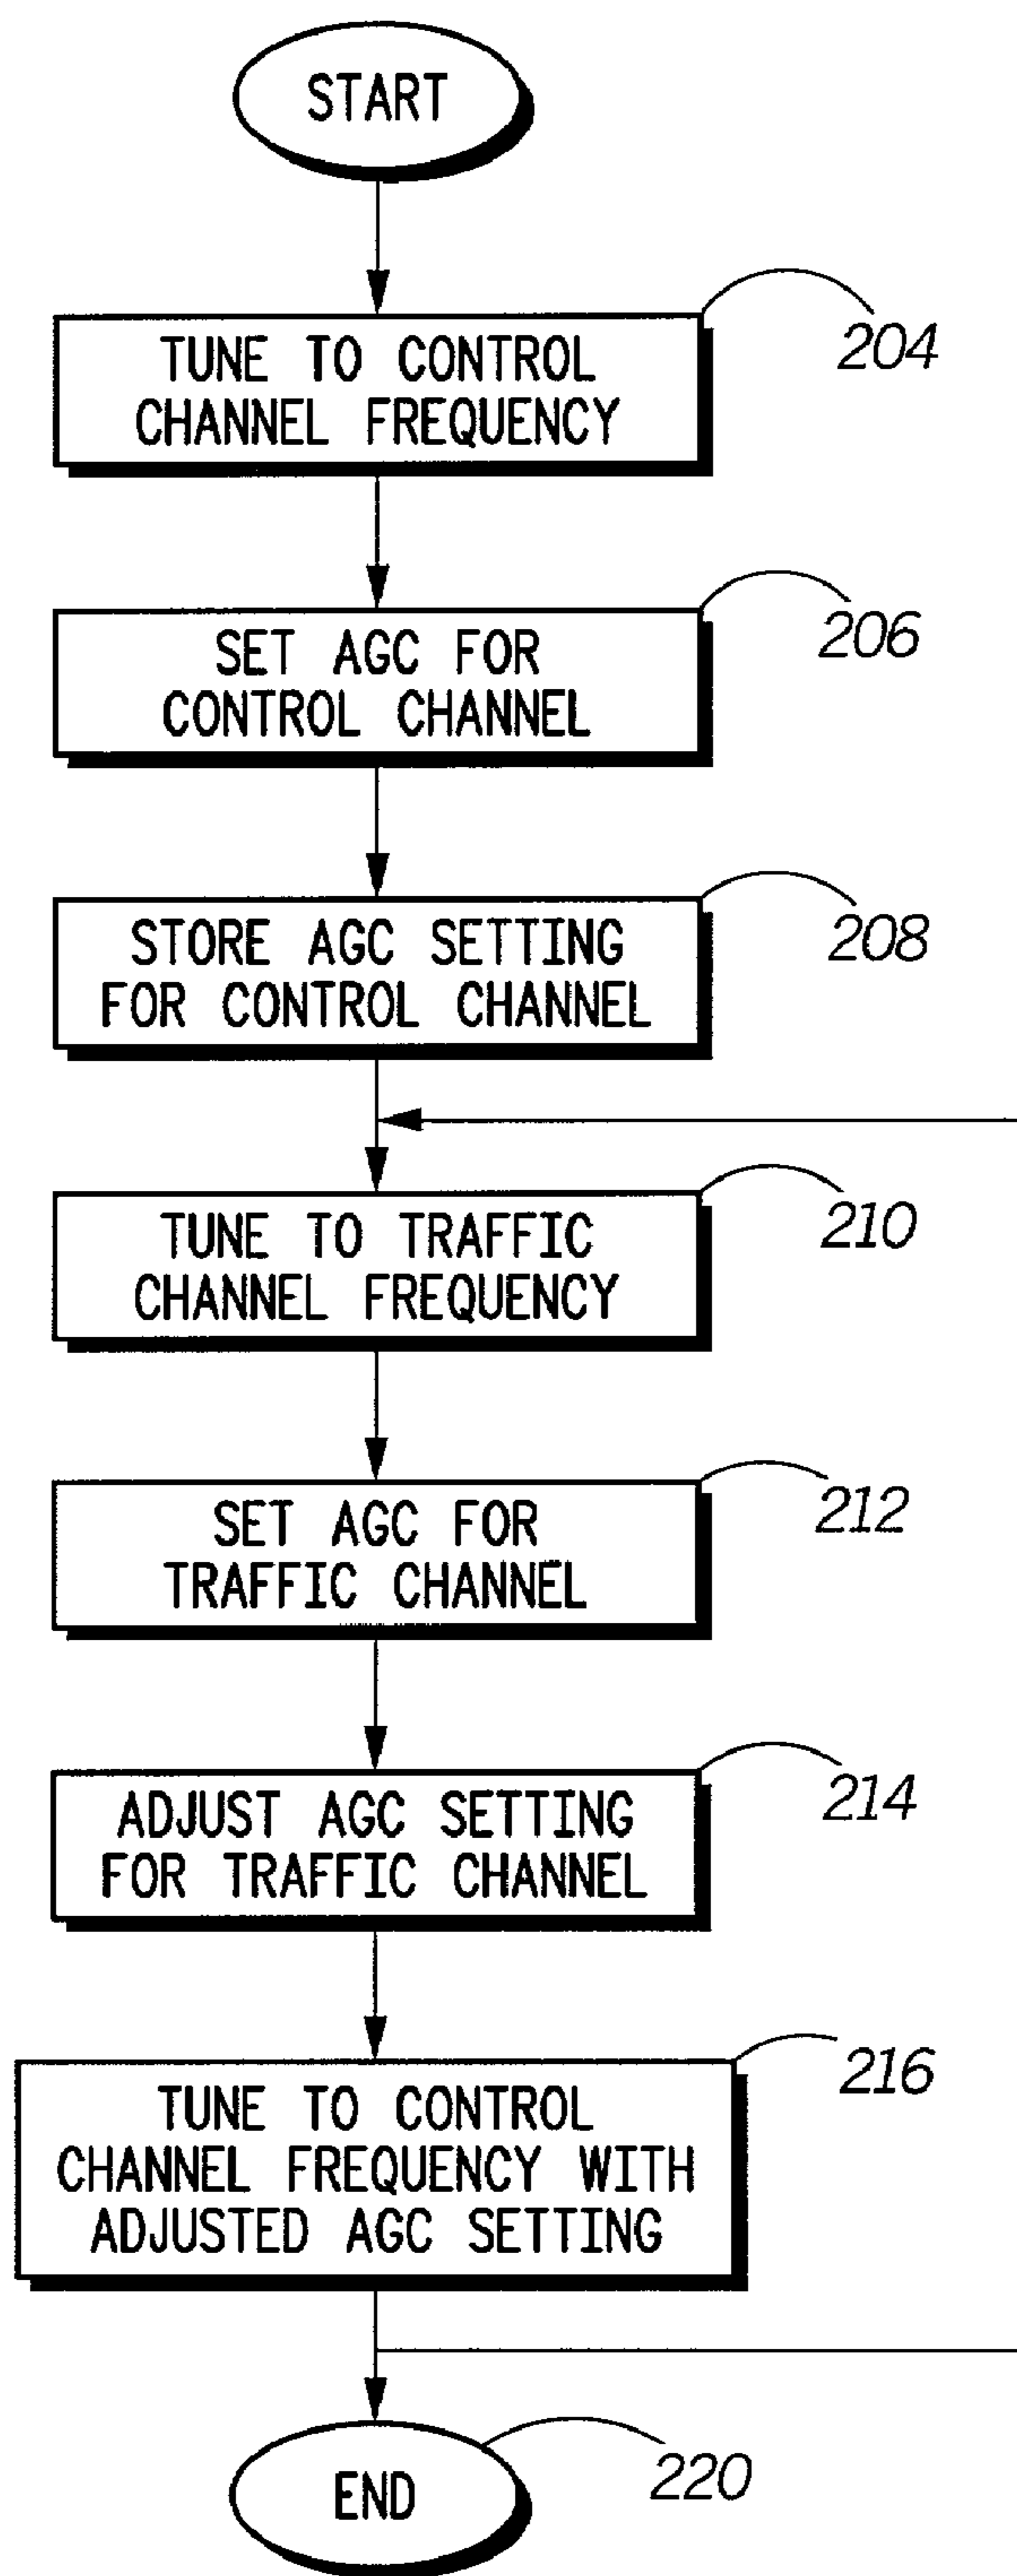 START
204
TUNE TO CONTROL
CHANNEL FREQUENCY
206
SET AGC FOR
CONTROL CHANNEL
208
STORE AGC SETTING
FOR CONTROL CHANNEL
210
TUNE TO TRAFFIC
CHANNEL FREQUENCY
212
SET AGC FOR
TRAFFIC CHANNEL
214
ADJUST AGC SETTING
FOR TRAFFIC CHANNEL
216
TUNE TO CONTROL
CHANNEL FREQUENCY WITH
ADJUSTED AGC SETTING
220
END